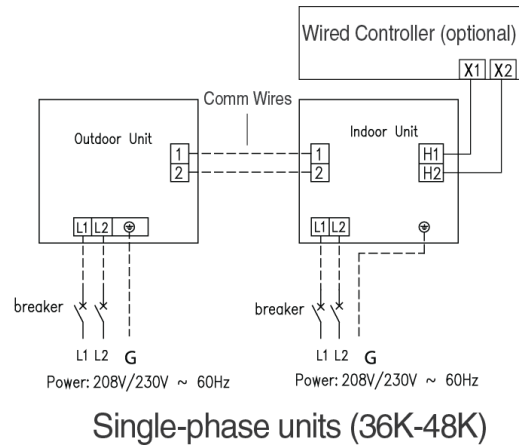 Wired Controller (optional)
X1 X2
Comm Wires
Outdoor Unit
1
2
Indoor Unit
1
2
H1
H2
L1 L2
L1 L2
breaker
breaker
L1 L2 G
L1 L2 G
Power: 208V/230V ~ 60Hz
Power: 208V/230V ~ 60Hz
Single-phase units (36K-48K)